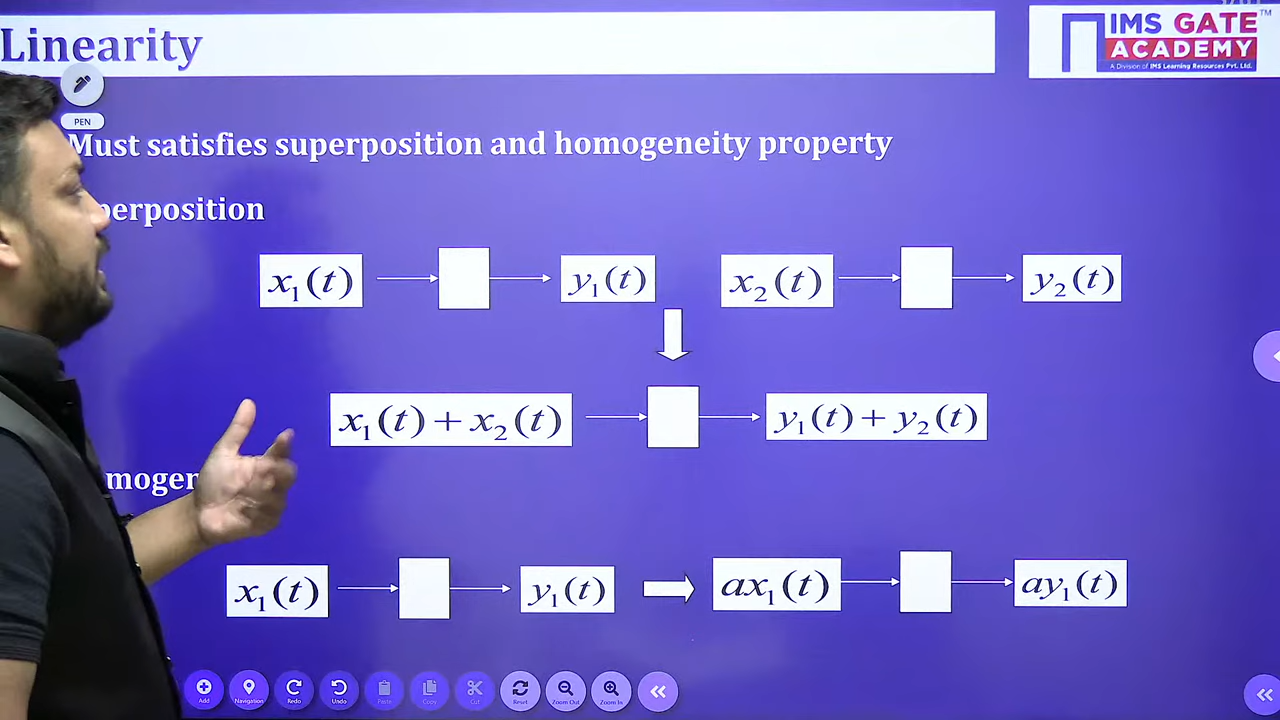 Linearity
IMS GATE
TM
ACADEMY
A Division of IMS Learning Resources Pvt. Ltd.
PEN
Must satisfies superposition and homogeneity property
perposition
x₁(t)
y₁(t)
x₂(t)
y₂(t)
x₁(t) + x₂(t)
y₁(t) + y₂(t)
mogen
x₁(t)
y₁(t)
ax₁(t)
ay₁(t)
Add
Navigation
Redo
Undo
Paste
Copy
Cut
Reset
Zoom Out
Zoom In